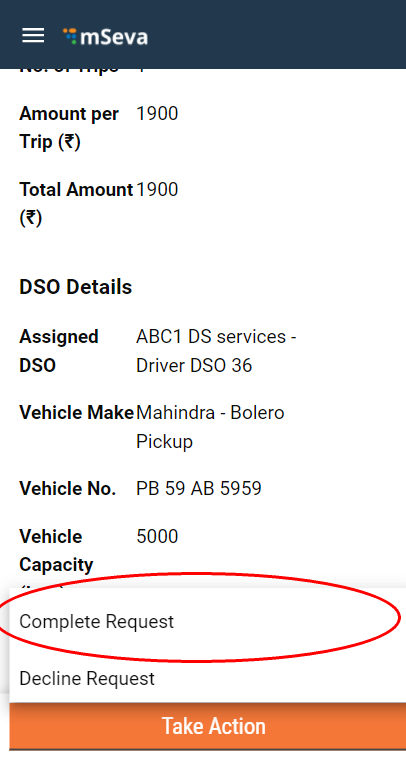 mSeva
No. of Trips
Amount per 1900
Trip (₹)
Total Amount 1900
(₹)
DSO Details
Assigned ABC1 DS services -
DSO Driver DSO 36
Vehicle Make Mahindra - Bolero
Pickup
Vehicle No. PB 59 AB 5959
Vehicle 5000
Capacity
Complete Request
Decline Request
Take Action